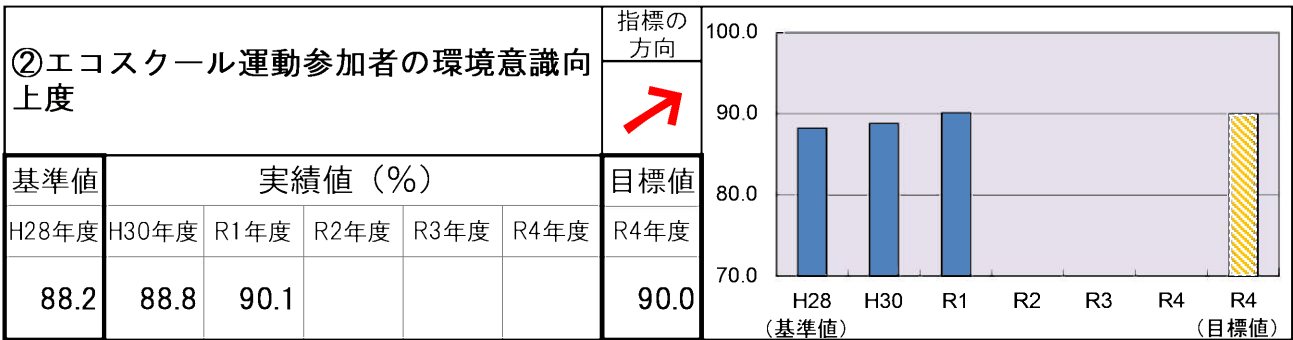 ②エコスクール運動参加者の環境意識向
上度
指標の
方向
基準値 実績値(%) 目標値
H28年度 H30年度 R1年度 R2年度 R3年度 R4年度 R4年度
88.2 88.8 90.1 90.0
100.0
90.0
80.0
70.0
H28 H30 R1 R2 R3 R4 R4
(基準値) (目標値)